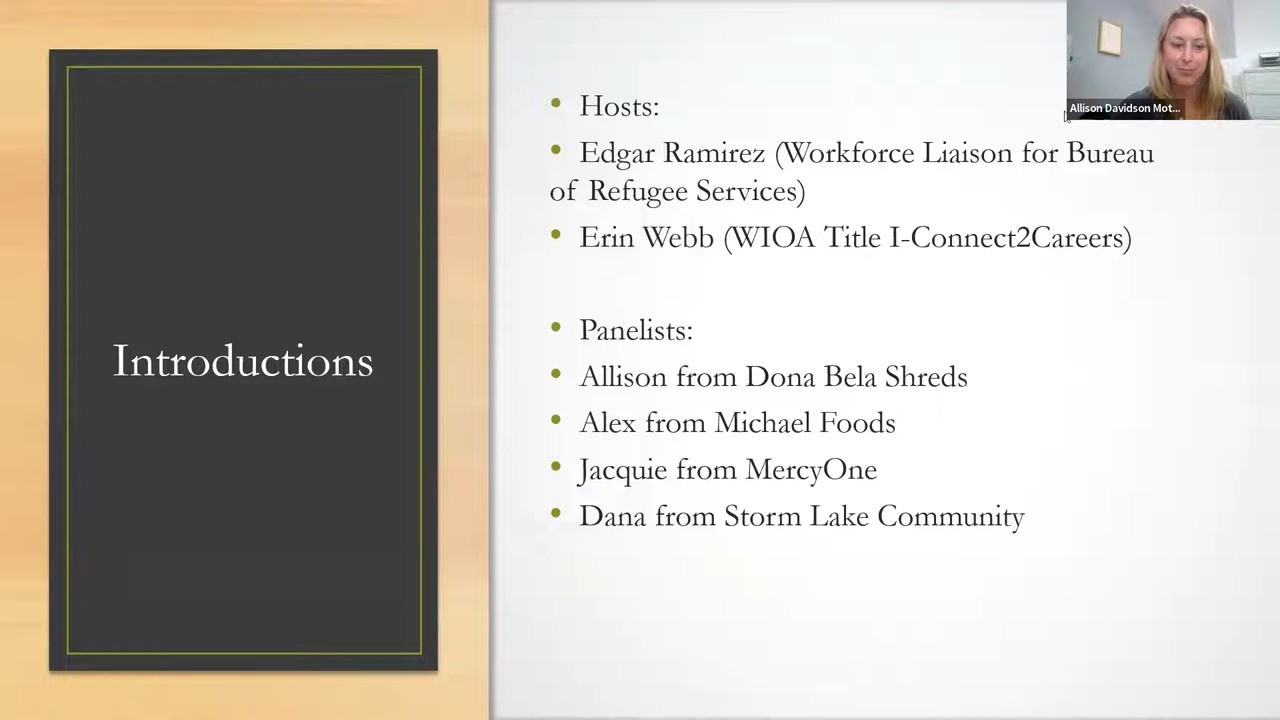 Introductions
• Hosts:
• Edgar Ramirez (Workforce Liaison for Bureau
of Refugee Services)
• Erin Webb (WIOA Title I-Connect2Careers)
• Panelists:
• Allison from Dona Bela Shreds
• Alex from Michael Foods
• Jacquie from MercyOne
• Dana from Storm Lake Community
Allison Davidson Mot...